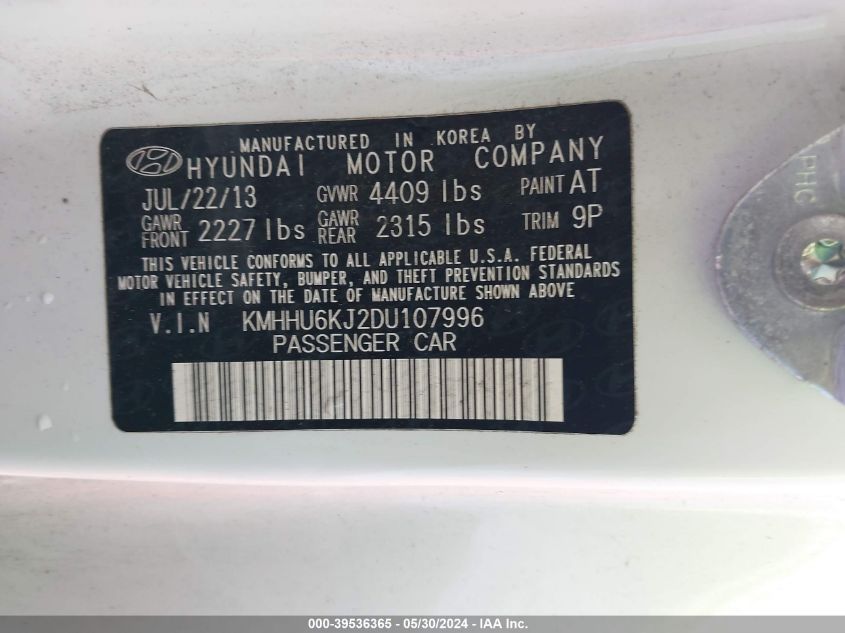 MANUFACTURED IN KOREA BY
HYUNDAI MOTOR COMPANY
JUL/22/13 GVWR 4409 lbs PAINT AT
GAWR FRONT 2227 lbs GAWR REAR 2315 lbs TRIM 9P
THIS VEHICLE CONFORMS TO ALL APPLICABLE U.S.A. FEDERAL
MOTOR VEHICLE SAFETY, BUMPER, AND THEFT PREVENTION STANDARDS
IN EFFECT ON THE DATE OF MANUFACTURE SHOWN ABOVE
V.I.N KMHHU6KJ2DU107996
PASSENGER CAR
PHC
000-39536365 - 05/30/2024 - IAA Inc.